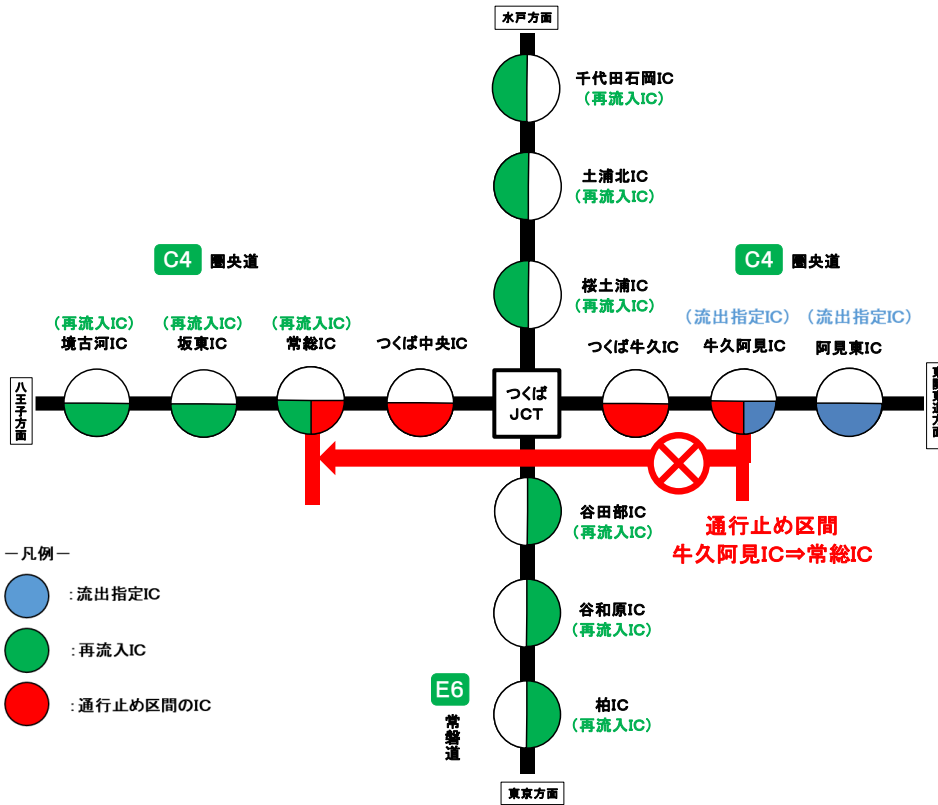 水戸方面
千代田石岡IC
(再流入IC)
土浦北IC
(再流入IC)
C4 圏央道
C4 圏央道
桜土浦IC
(再流入IC)
(再流入IC)
境古河IC
(再流入IC)
坂東IC
(再流入IC)
常総IC
つくば中央IC
つくば牛久IC
(流出指定IC)
牛久阿見IC
(流出指定IC)
阿見東IC
八王子方面
つくば
JCT
東関東道方面
谷田部IC
(再流入IC)
通行止め区間
牛久阿見IC⇒常総IC
－凡例－
:流出指定IC
:再流入IC
:通行止め区間のIC
谷和原IC
(再流入IC)
E6
常磐道
柏IC
(再流入IC)
東京方面